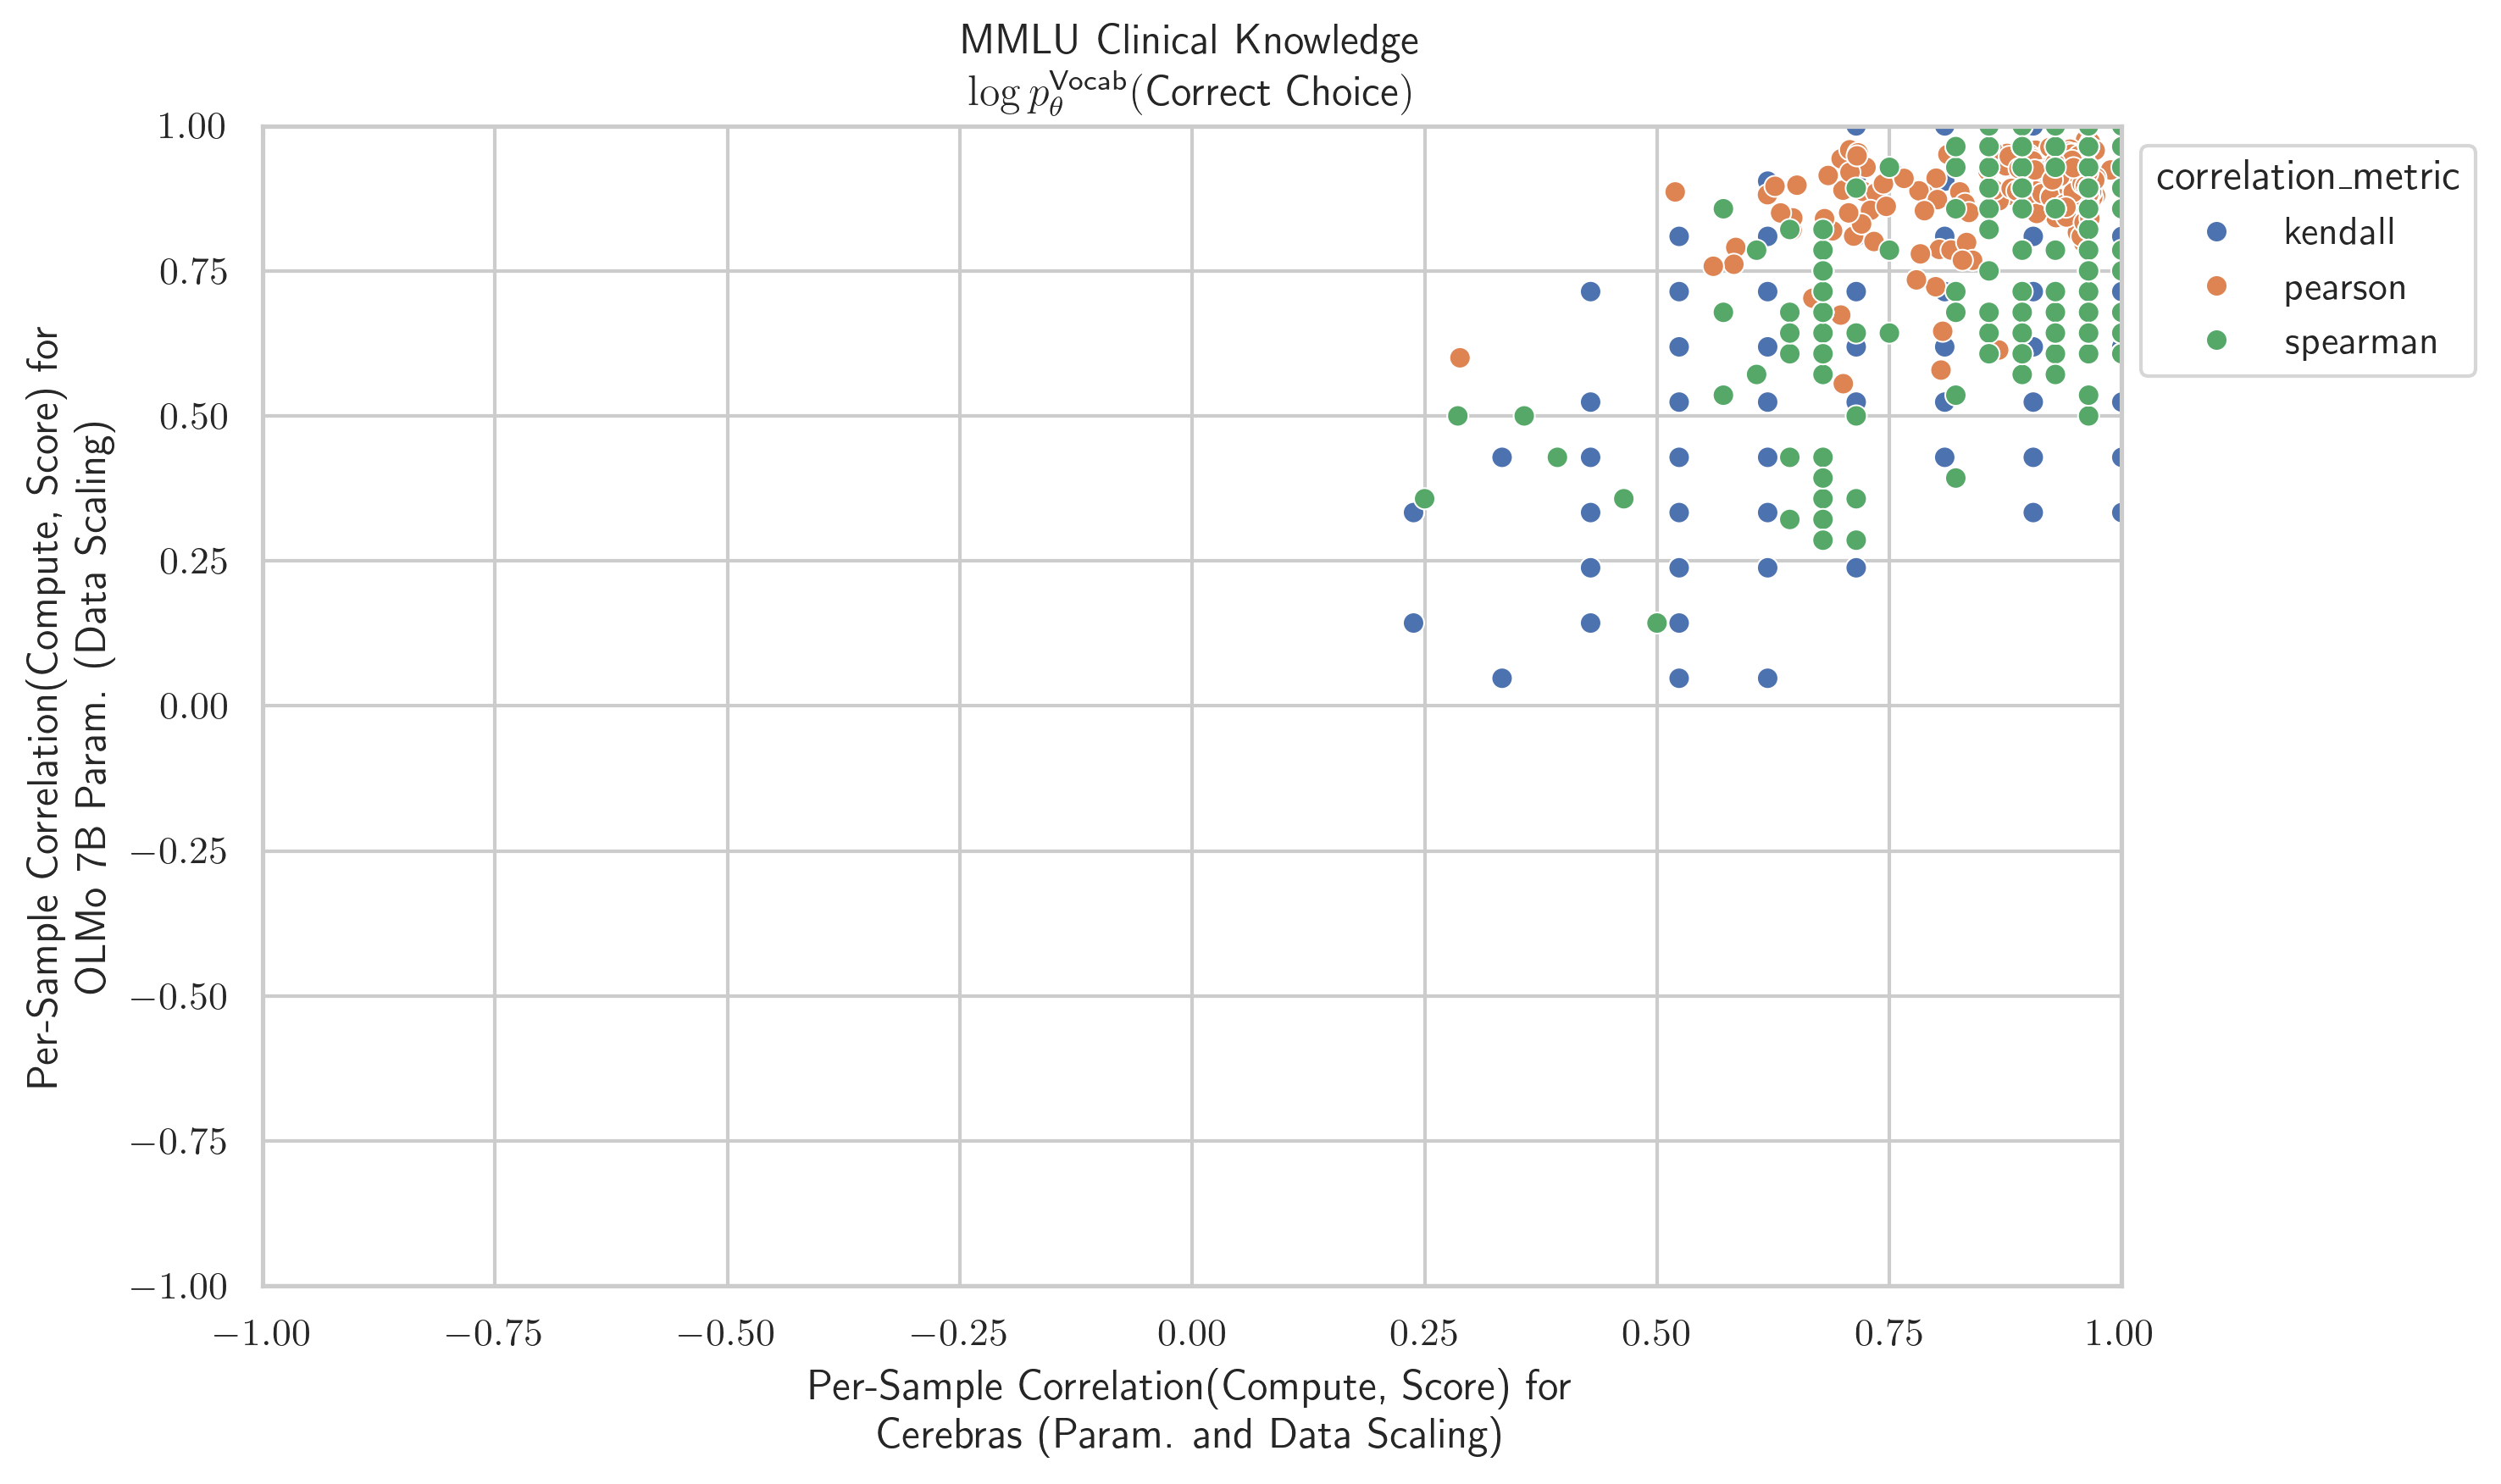 MMLU Clinical Knowledge
log p_θ^Vocab(Correct Choice)
Per-Sample Correlation(Compute, Score) for
OLMo 7B Param. (Data Scaling)
1.00
0.75
0.50
0.25
0.00
−0.25
−0.50
−0.75
−1.00
−1.00 −0.75 −0.50 −0.25 0.00 0.25 0.50 0.75 1.00
Per-Sample Correlation(Compute, Score) for
Cerebras (Param. and Data Scaling)
correlation_metric
kendall
pearson
spearman